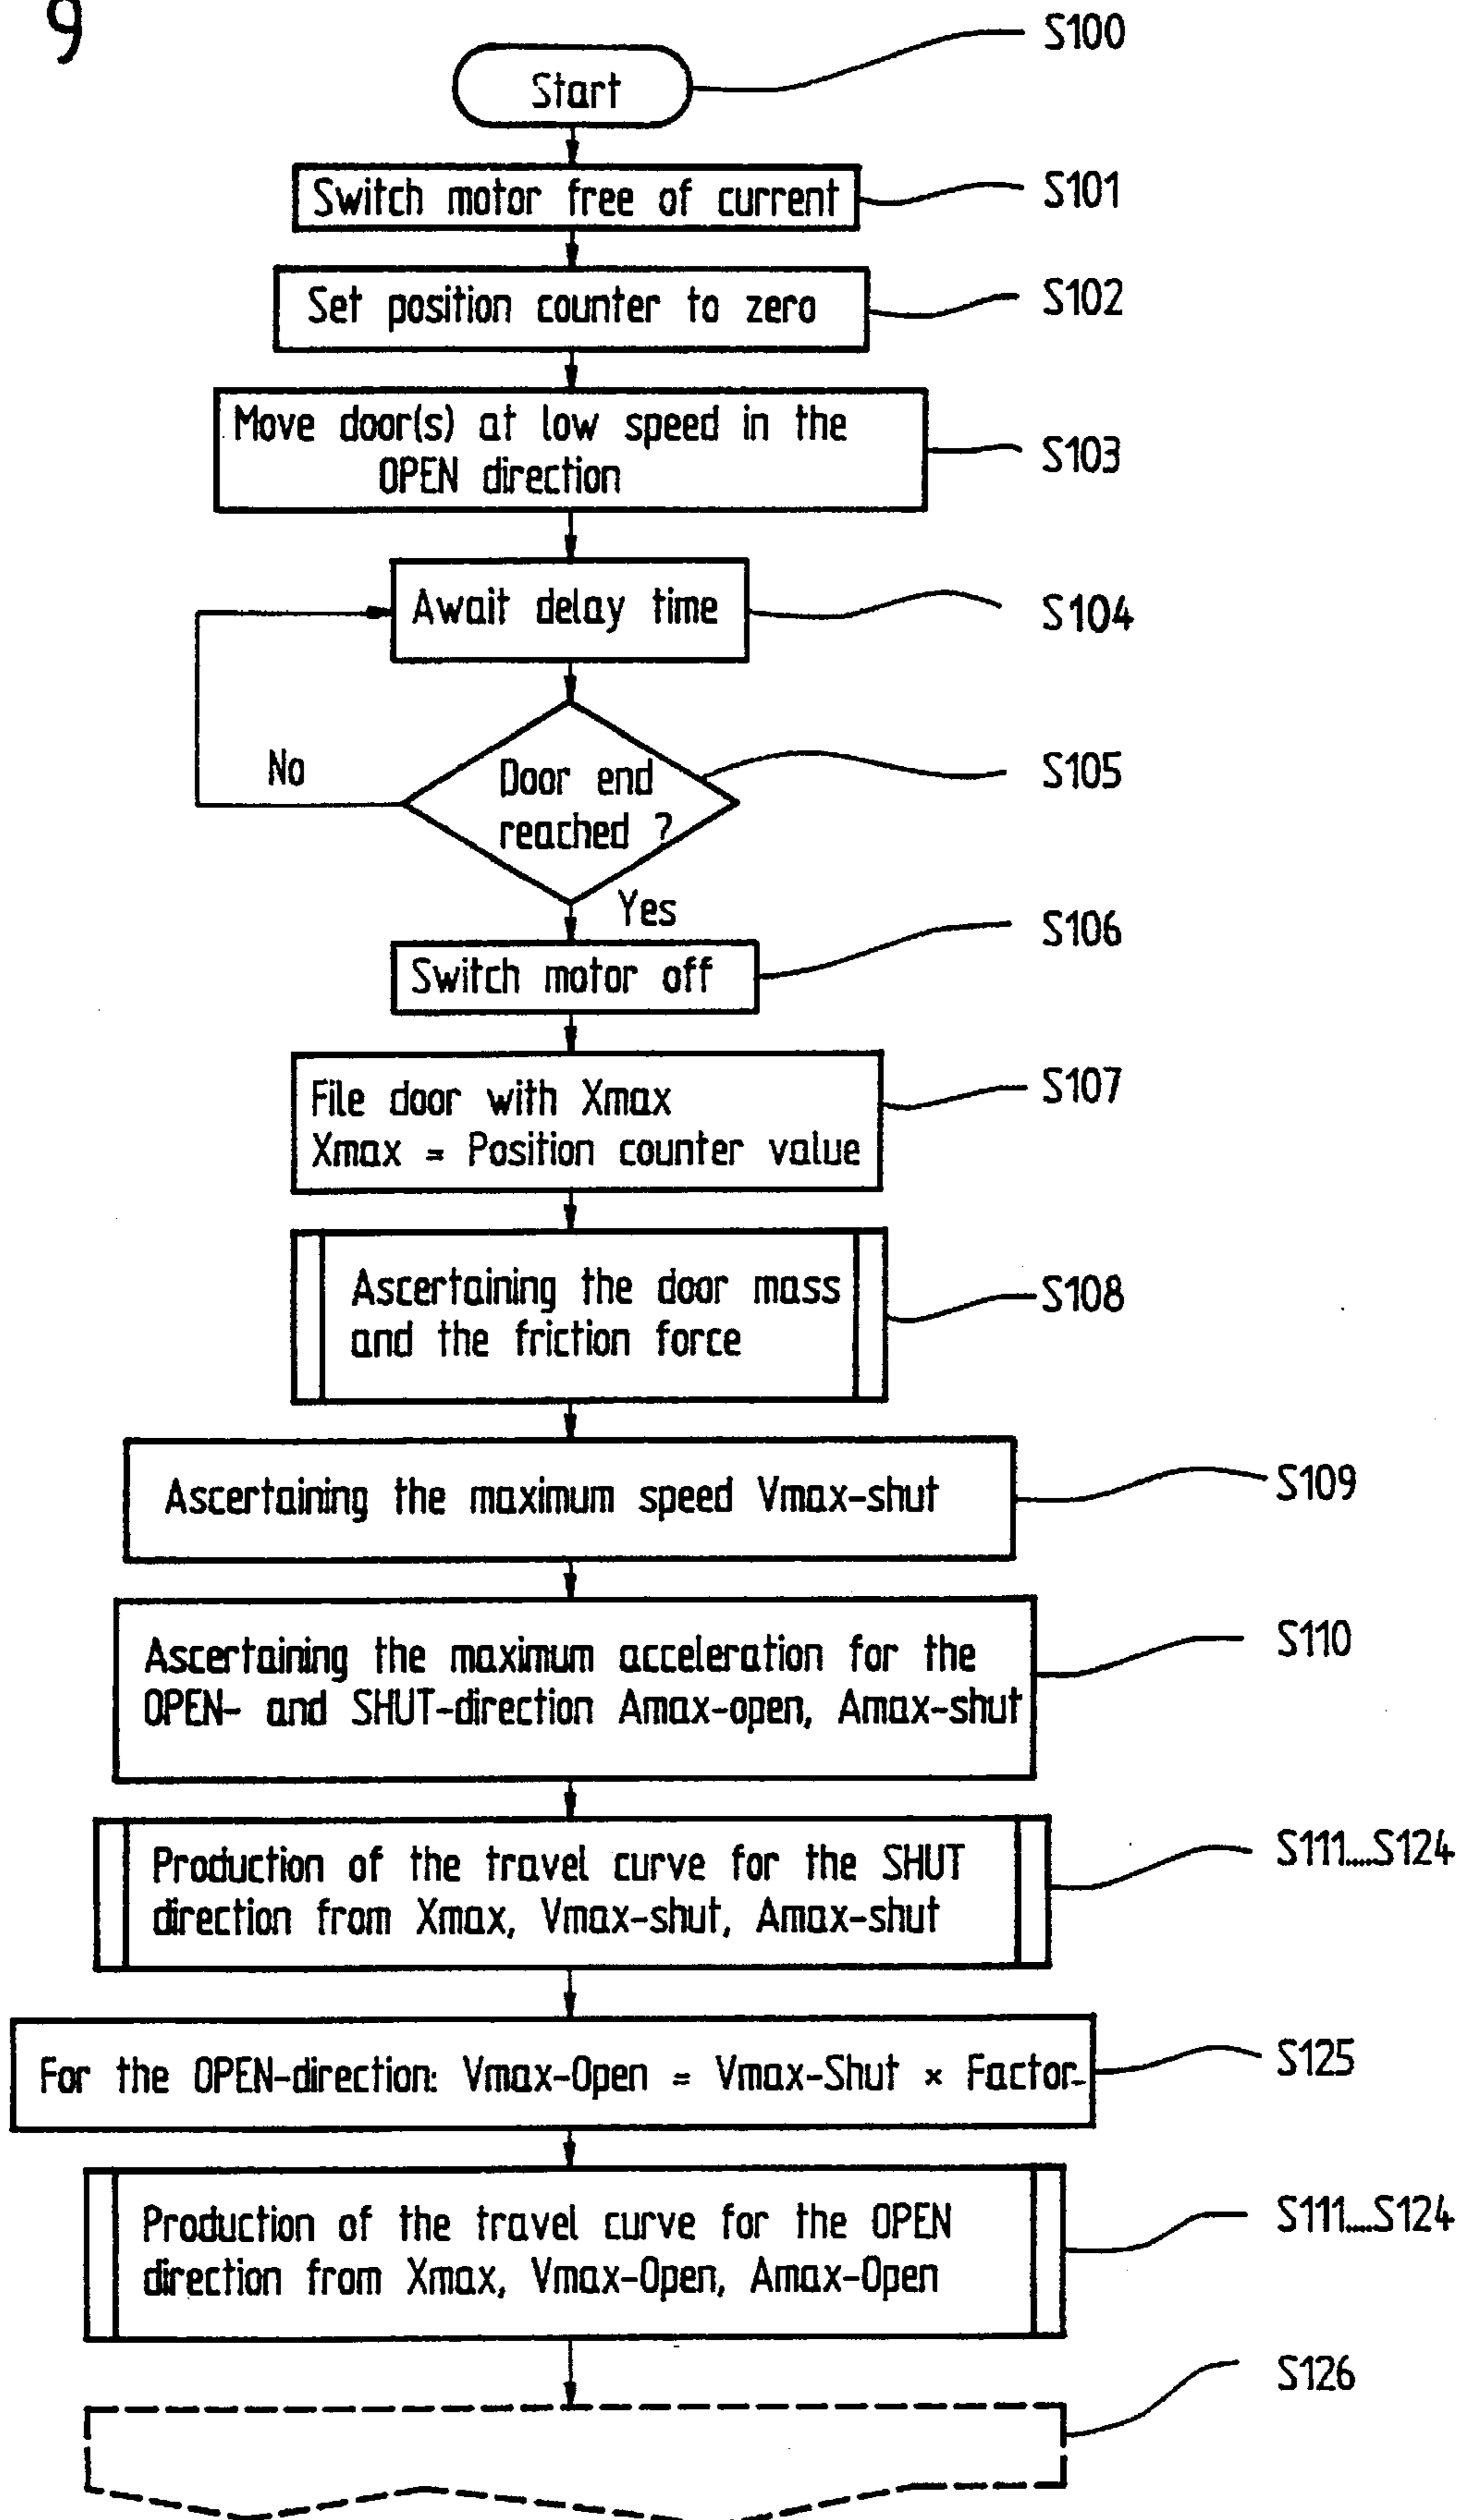 9
Start
S100
Switch motor free of current
S101
Set position counter to zero
S102
Move door(s) at low speed in the
OPEN direction
S103
Await delay time
S104
No
Door end
reached ?
S105
Yes
Switch motor off
S106
File door with Xmax
Xmax = Position counter value
S107
Ascertaining the door mass
and the friction force
S108
Ascertaining the maximum speed Vmax-shut
S109
Ascertaining the maximum acceleration for the
OPEN- and SHUT-direction Amax-open, Amax-shut
S110
Production of the travel curve for the SHUT
direction from Xmax, Vmax-shut, Amax-shut
S111....S124
For the OPEN-direction: Vmax-Open = Vmax-Shut × Factor-
S125
Production of the travel curve for the OPEN
direction from Xmax, Vmax-Open, Amax-Open
S111....S124
S126